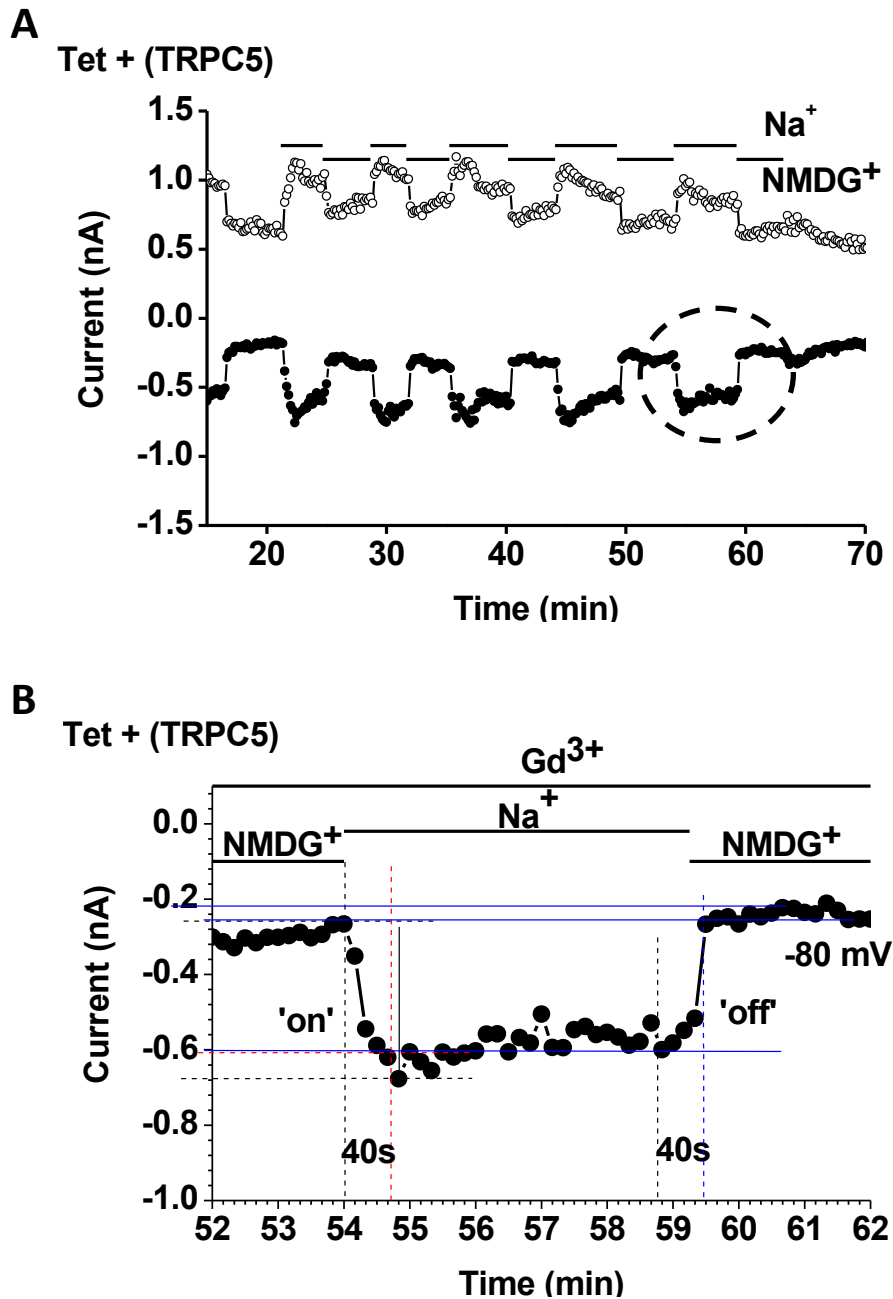 A
Tet + (TRPC5)
1.5
1.0
0.5
0.0
-0.5
-1.0
-1.5
Current (nA)
Na⁺
NMDG⁺
20 30 40 50 60 70
Time (min)
B
Tet + (TRPC5)
Gd³⁺
Na⁺
NMDG⁺ NMDG⁺
0.0
-0.2
-0.4
-0.6
-0.8
-1.0
Current (nA)
-80 mV
'on' 'off'
40s 40s
52 53 54 55 56 57 58 59 60 61 62
Time (min)